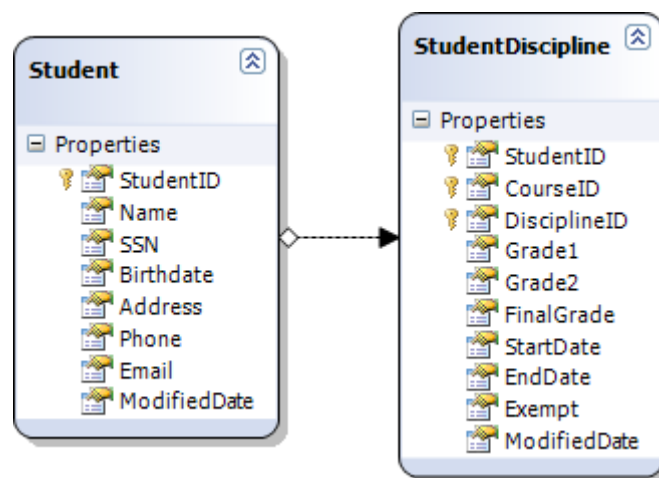 Student
Properties
StudentID
Name
SSN
Birthdate
Address
Phone
Email
ModifiedDate
StudentDiscipline
Properties
StudentID
CourseID
DisciplineID
Grade1
Grade2
FinalGrade
StartDate
EndDate
Exempt
ModifiedDate